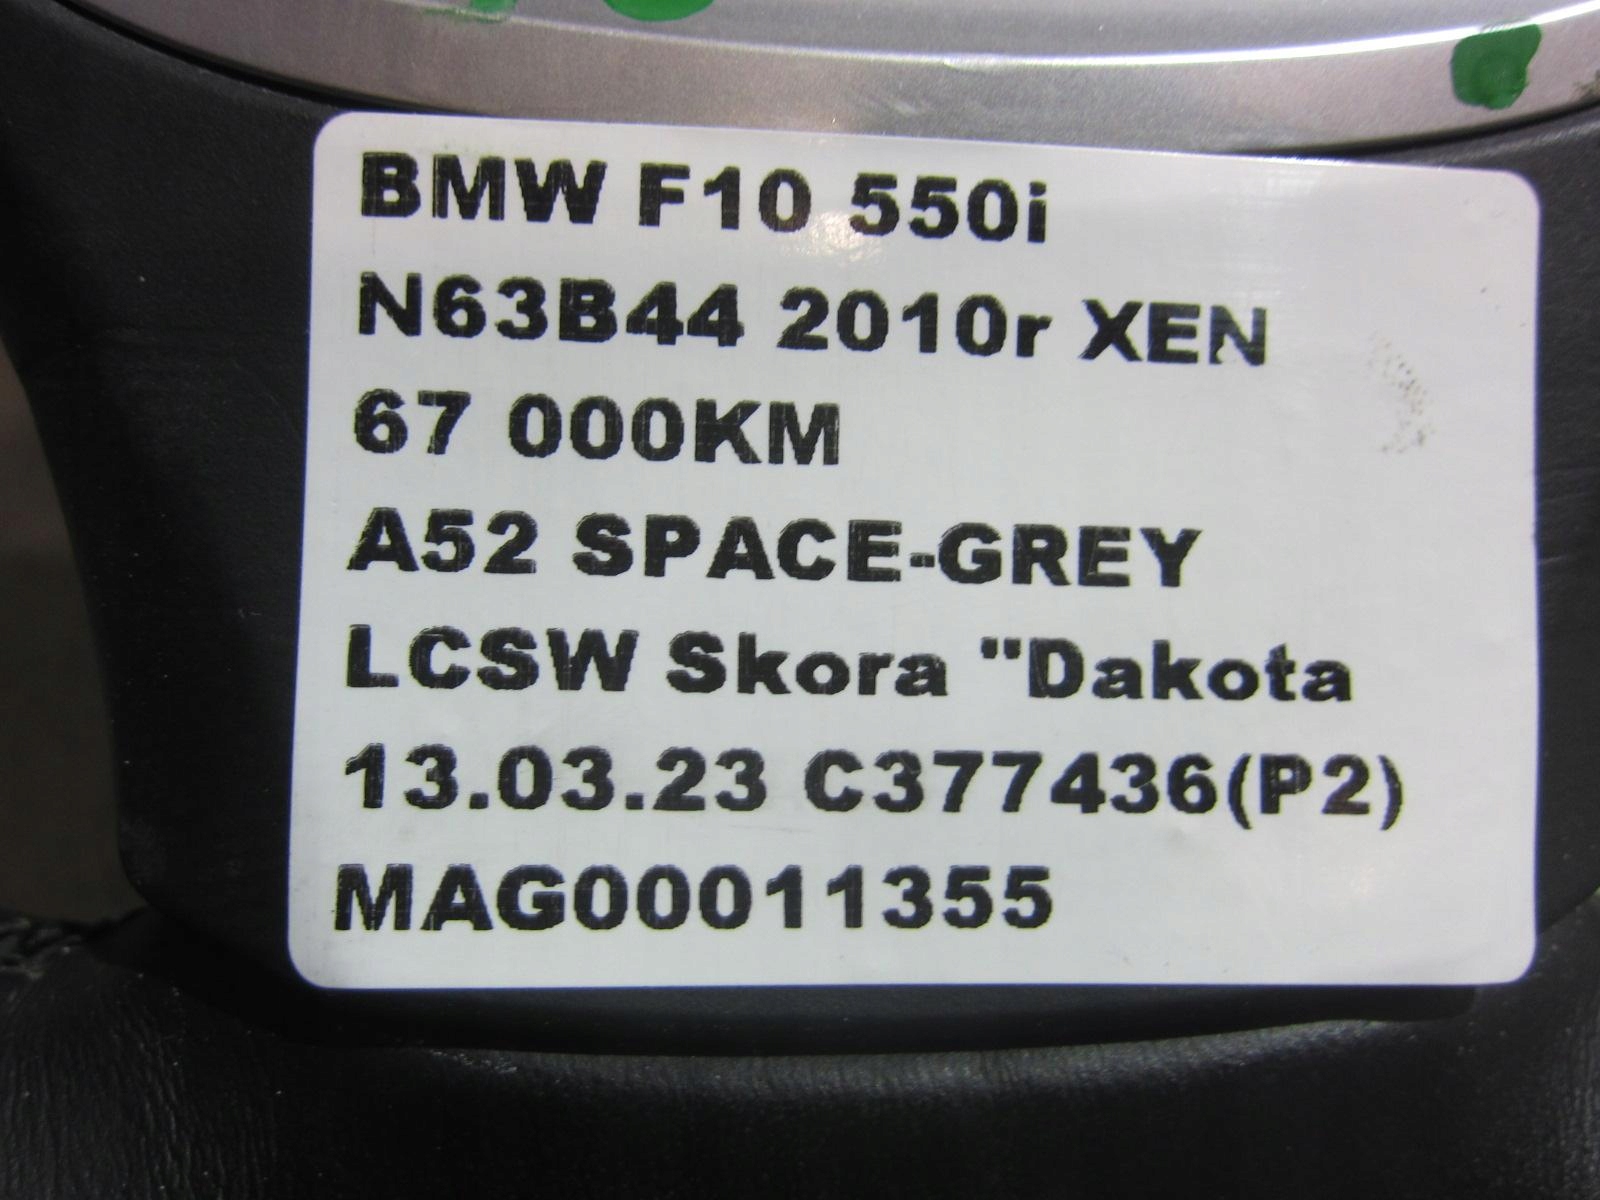 BMW F10 550i
N63B44 2010r XEN
67 000KM
A52 SPACE-GREY
LCSW Skora "Dakota
13.03.23 C377436(P2)
MAG00011355